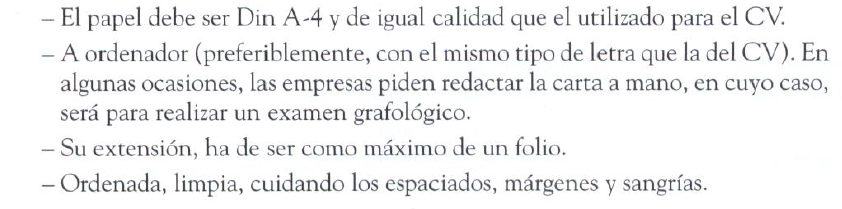 – El papel debe ser Din A-4 y de igual calidad que el utilizado para el CV.
– A ordenador (preferiblemente, con el mismo tipo de letra que la del CV). En
algunas ocasiones, las empresas piden redactar la carta a mano, en cuyo caso,
será para realizar un examen grafológico.
– Su extensión, ha de ser como máximo de un folio.
– Ordenada, limpia, cuidando los espaciados, márgenes y sangrías.